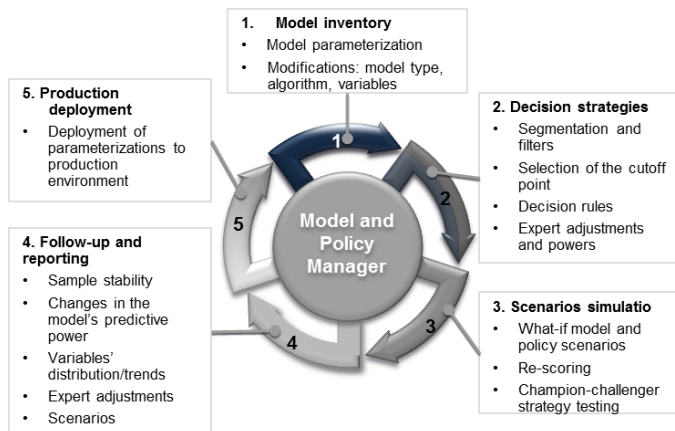 1. Model inventory
• Model parameterization
• Modifications: model type,
algorithm, variables
5. Production
deployment
• Deployment of
parameterizations to
production
environment
2. Decision strategies
• Segmentation and
filters
• Selection of the cutoff
point
• Decision rules
• Expert adjustments
and powers
1
2
3
4
5
Model and
Policy
Manager
4. Follow-up and
reporting
• Sample stability
• Changes in the
model's predictive
power
• Variables'
distribution/trends
• Expert adjustments
• Scenarios
3. Scenarios simulatio
• What-if model and
policy scenarios
• Re-scoring
• Champion-challenger
strategy testing